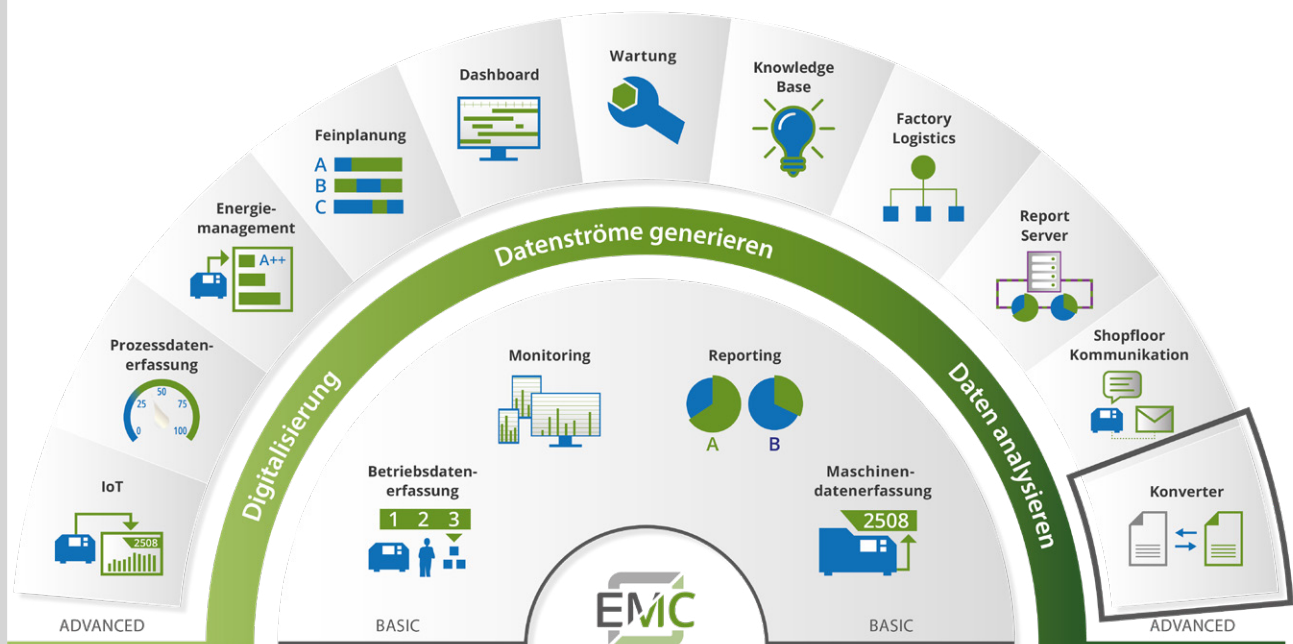 Wartung
Dashboard
Knowledge
Base
Feinplanung
A
B
C
Factory
Logistics
Energie-
management
A++
Report
Server
Datenströme generieren
Prozessdaten-
erfassung
0
25
50
75
100
Shopfloor
Kommunikation
Digitalisierung
Daten analysieren
Monitoring
Reporting
A
B
IoT
2508
Betriebsdaten-
erfassung
1 2 3
Maschinen-
datenerfassung
2508
Konverter
EMC
ADVANCED
BASIC
BASIC
ADVANCED